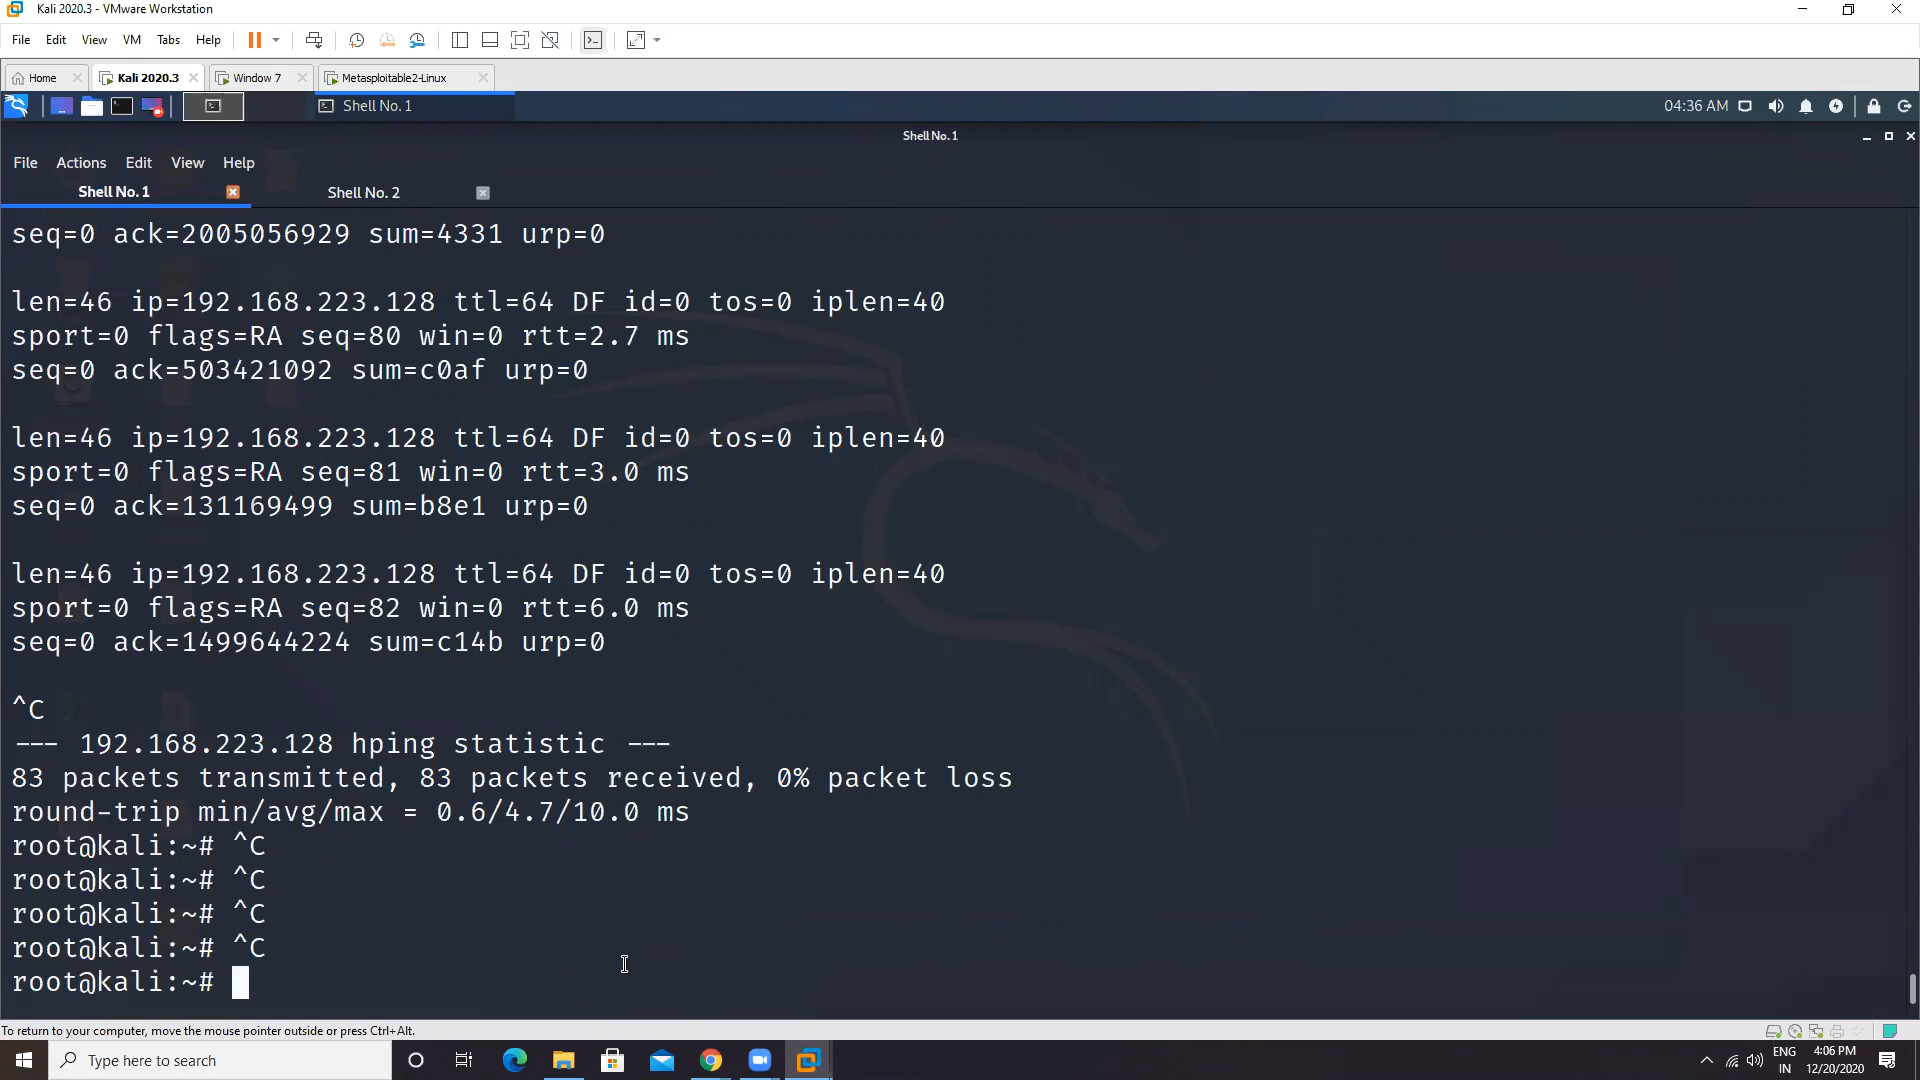 Kali 2020.3 - VMware Workstation
File Edit View VM Tabs Help
Home Kali 2020.3 Window 7 Metasploitable2-Linux
Shell No. 1 04:36 AM
Shell No. 1
File Actions Edit View Help
Shell No. 1 Shell No. 2
seq=0 ack=2005056929 sum=4331 urp=0
len=46 ip=192.168.223.128 ttl=64 DF id=0 tos=0 iplen=40
sport=0 flags=RA seq=80 win=0 rtt=2.7 ms
seq=0 ack=503421092 sum=c0af urp=0
len=46 ip=192.168.223.128 ttl=64 DF id=0 tos=0 iplen=40
sport=0 flags=RA seq=81 win=0 rtt=3.0 ms
seq=0 ack=131169499 sum=b8e1 urp=0
len=46 ip=192.168.223.128 ttl=64 DF id=0 tos=0 iplen=40
sport=0 flags=RA seq=82 win=0 rtt=6.0 ms
seq=0 ack=1499644224 sum=c14b urp=0
^C
--- 192.168.223.128 hping statistic ---
83 packets transmitted, 83 packets received, 0% packet loss
round-trip min/avg/max = 0.6/4.7/10.0 ms
root@kali:~# ^C
root@kali:~# ^C
root@kali:~# ^C
root@kali:~# ^C
root@kali:~#
To return to your computer, move the mouse pointer outside or press Ctrl+Alt.
Type here to search
ENG 4:06 PM
IN 12/20/2020